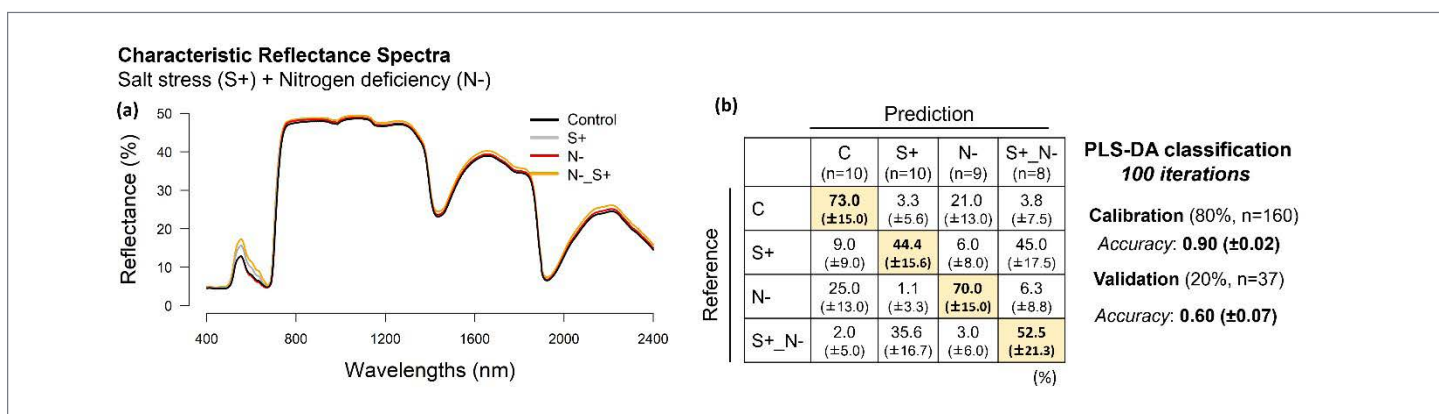 Characteristic Reflectance Spectra
Salt stress (S+) + Nitrogen deficiency (N-)
(a)
50
40
30
20
10
0
Reflectance (%)
400
800
1200
1600
2000
2400
Wavelengths (nm)
Control
S+
N-
N-_S+
(b)
Prediction
Reference
C S+ N- S+_N-
(n=10) (n=10) (n=9) (n=8)
C 73.0 3.3 21.0 3.8
(±15.0) (±5.6) (±13.0) (±7.5)
S+ 9.0 44.4 6.0 45.0
(±9.0) (±15.6) (±8.0) (±17.5)
N- 25.0 1.1 70.0 6.3
(±13.0) (±3.3) (±15.0) (±8.8)
S+_N- 2.0 35.6 3.0 52.5
(±5.0) (±16.7) (±6.0) (±21.3)
(%)
PLS-DA classification
100 iterations
Calibration (80%, n=160)
Accuracy: 0.90 (±0.02)
Validation (20%, n=37)
Accuracy: 0.60 (±0.07)